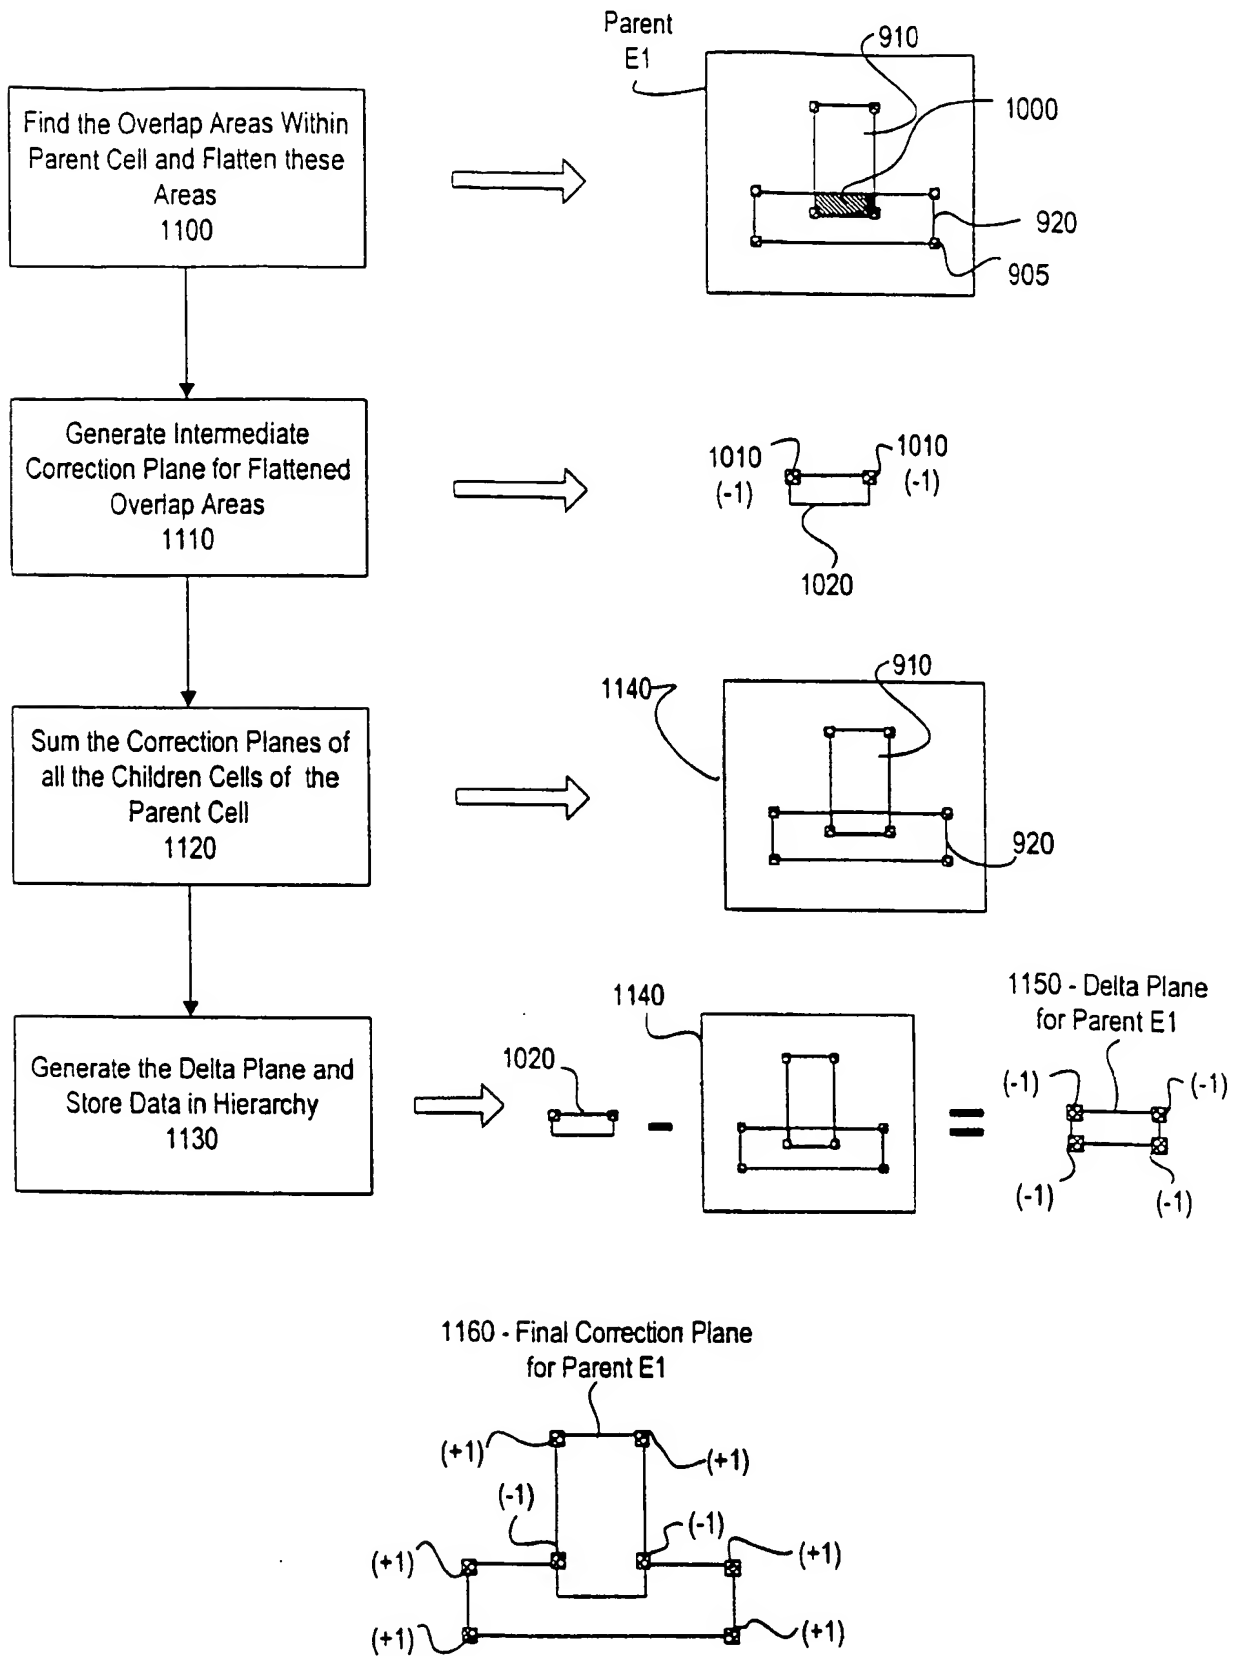 Parent
E1
910
1000
920
905
Find the Overlap Areas Within
Parent Cell and Flatten these
Areas
1100
Generate Intermediate
Correction Plane for Flattened
Overlap Areas
1110
1010
(-1)
1010
(-1)
1020
Sum the Correction Planes of
all the Children Cells of the
Parent Cell
1120
1140
910
920
Generate the Delta Plane and
Store Data in Hierarchy
1130
1020
1140
1150 - Delta Plane
for Parent E1
(-1)
(-1)
(-1)
(-1)
1160 - Final Correction Plane
for Parent E1
(+1)
(+1)
(-1)
(-1)
(+1)
(+1)
(+1)
(+1)